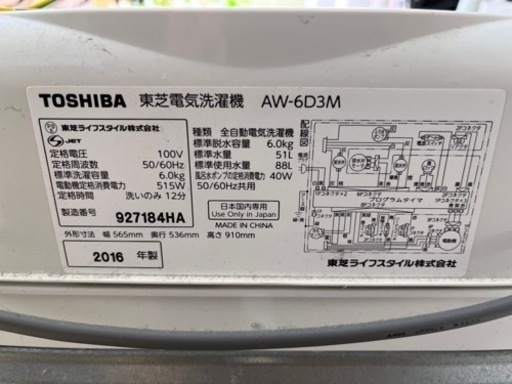 TOSHIBA 東芝電気洗濯機 AW-6D3M
東芝ライフスタイル株式会社
JET
定格電圧 100V
定格周波数 50/60Hz
標準洗濯容量 6.0kg
電動機定格消費電力 515W
定格時間 洗いのみ 12分
製造番号 927184HA
種類 全自動電気洗濯機
標準脱水容量 6.0kg
標準水量 51L
標準使用水量 88L
風呂水ポンプの定格消費電力 40W
50/60Hz共用
日本国内専用
Use Only in Japan
MADE IN CHINA
外形寸法 幅 565mm 奥行 536mm 高さ 910mm
2016 年製
配線図
プログラムタイマ
東芝ライフスタイル株式会社